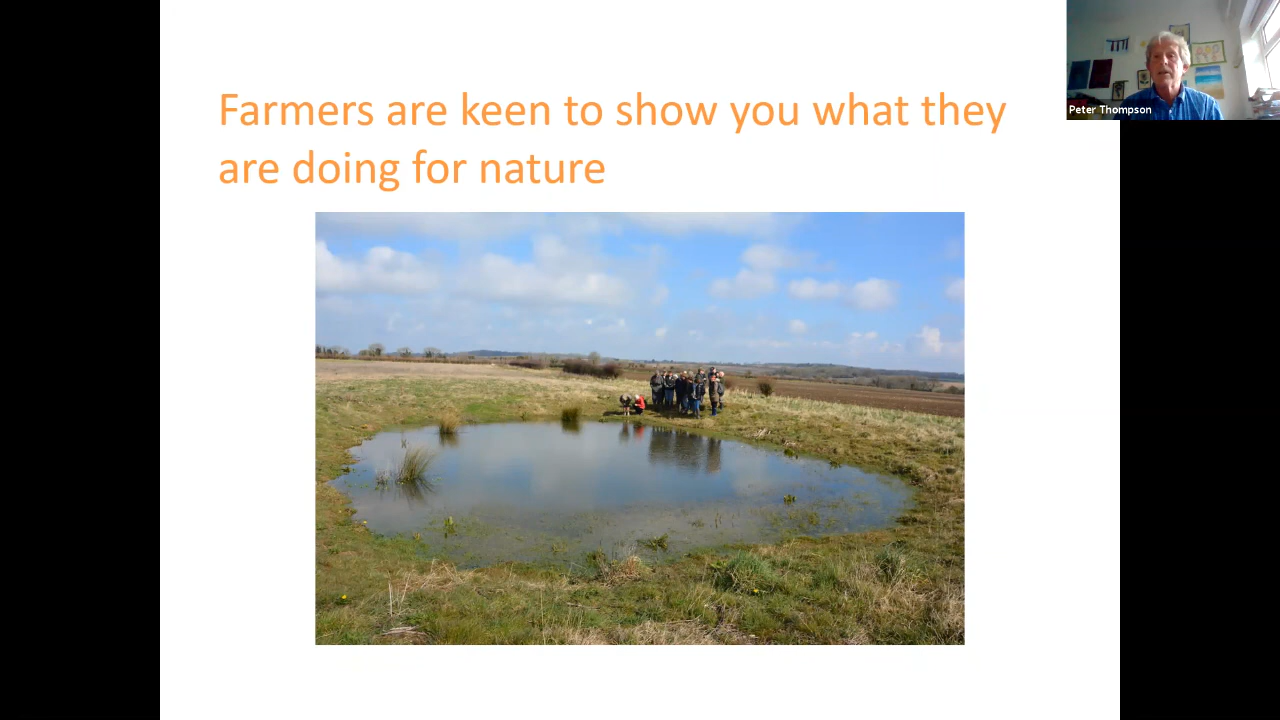 Farmers are keen to show you what they
are doing for nature
Peter Thompson